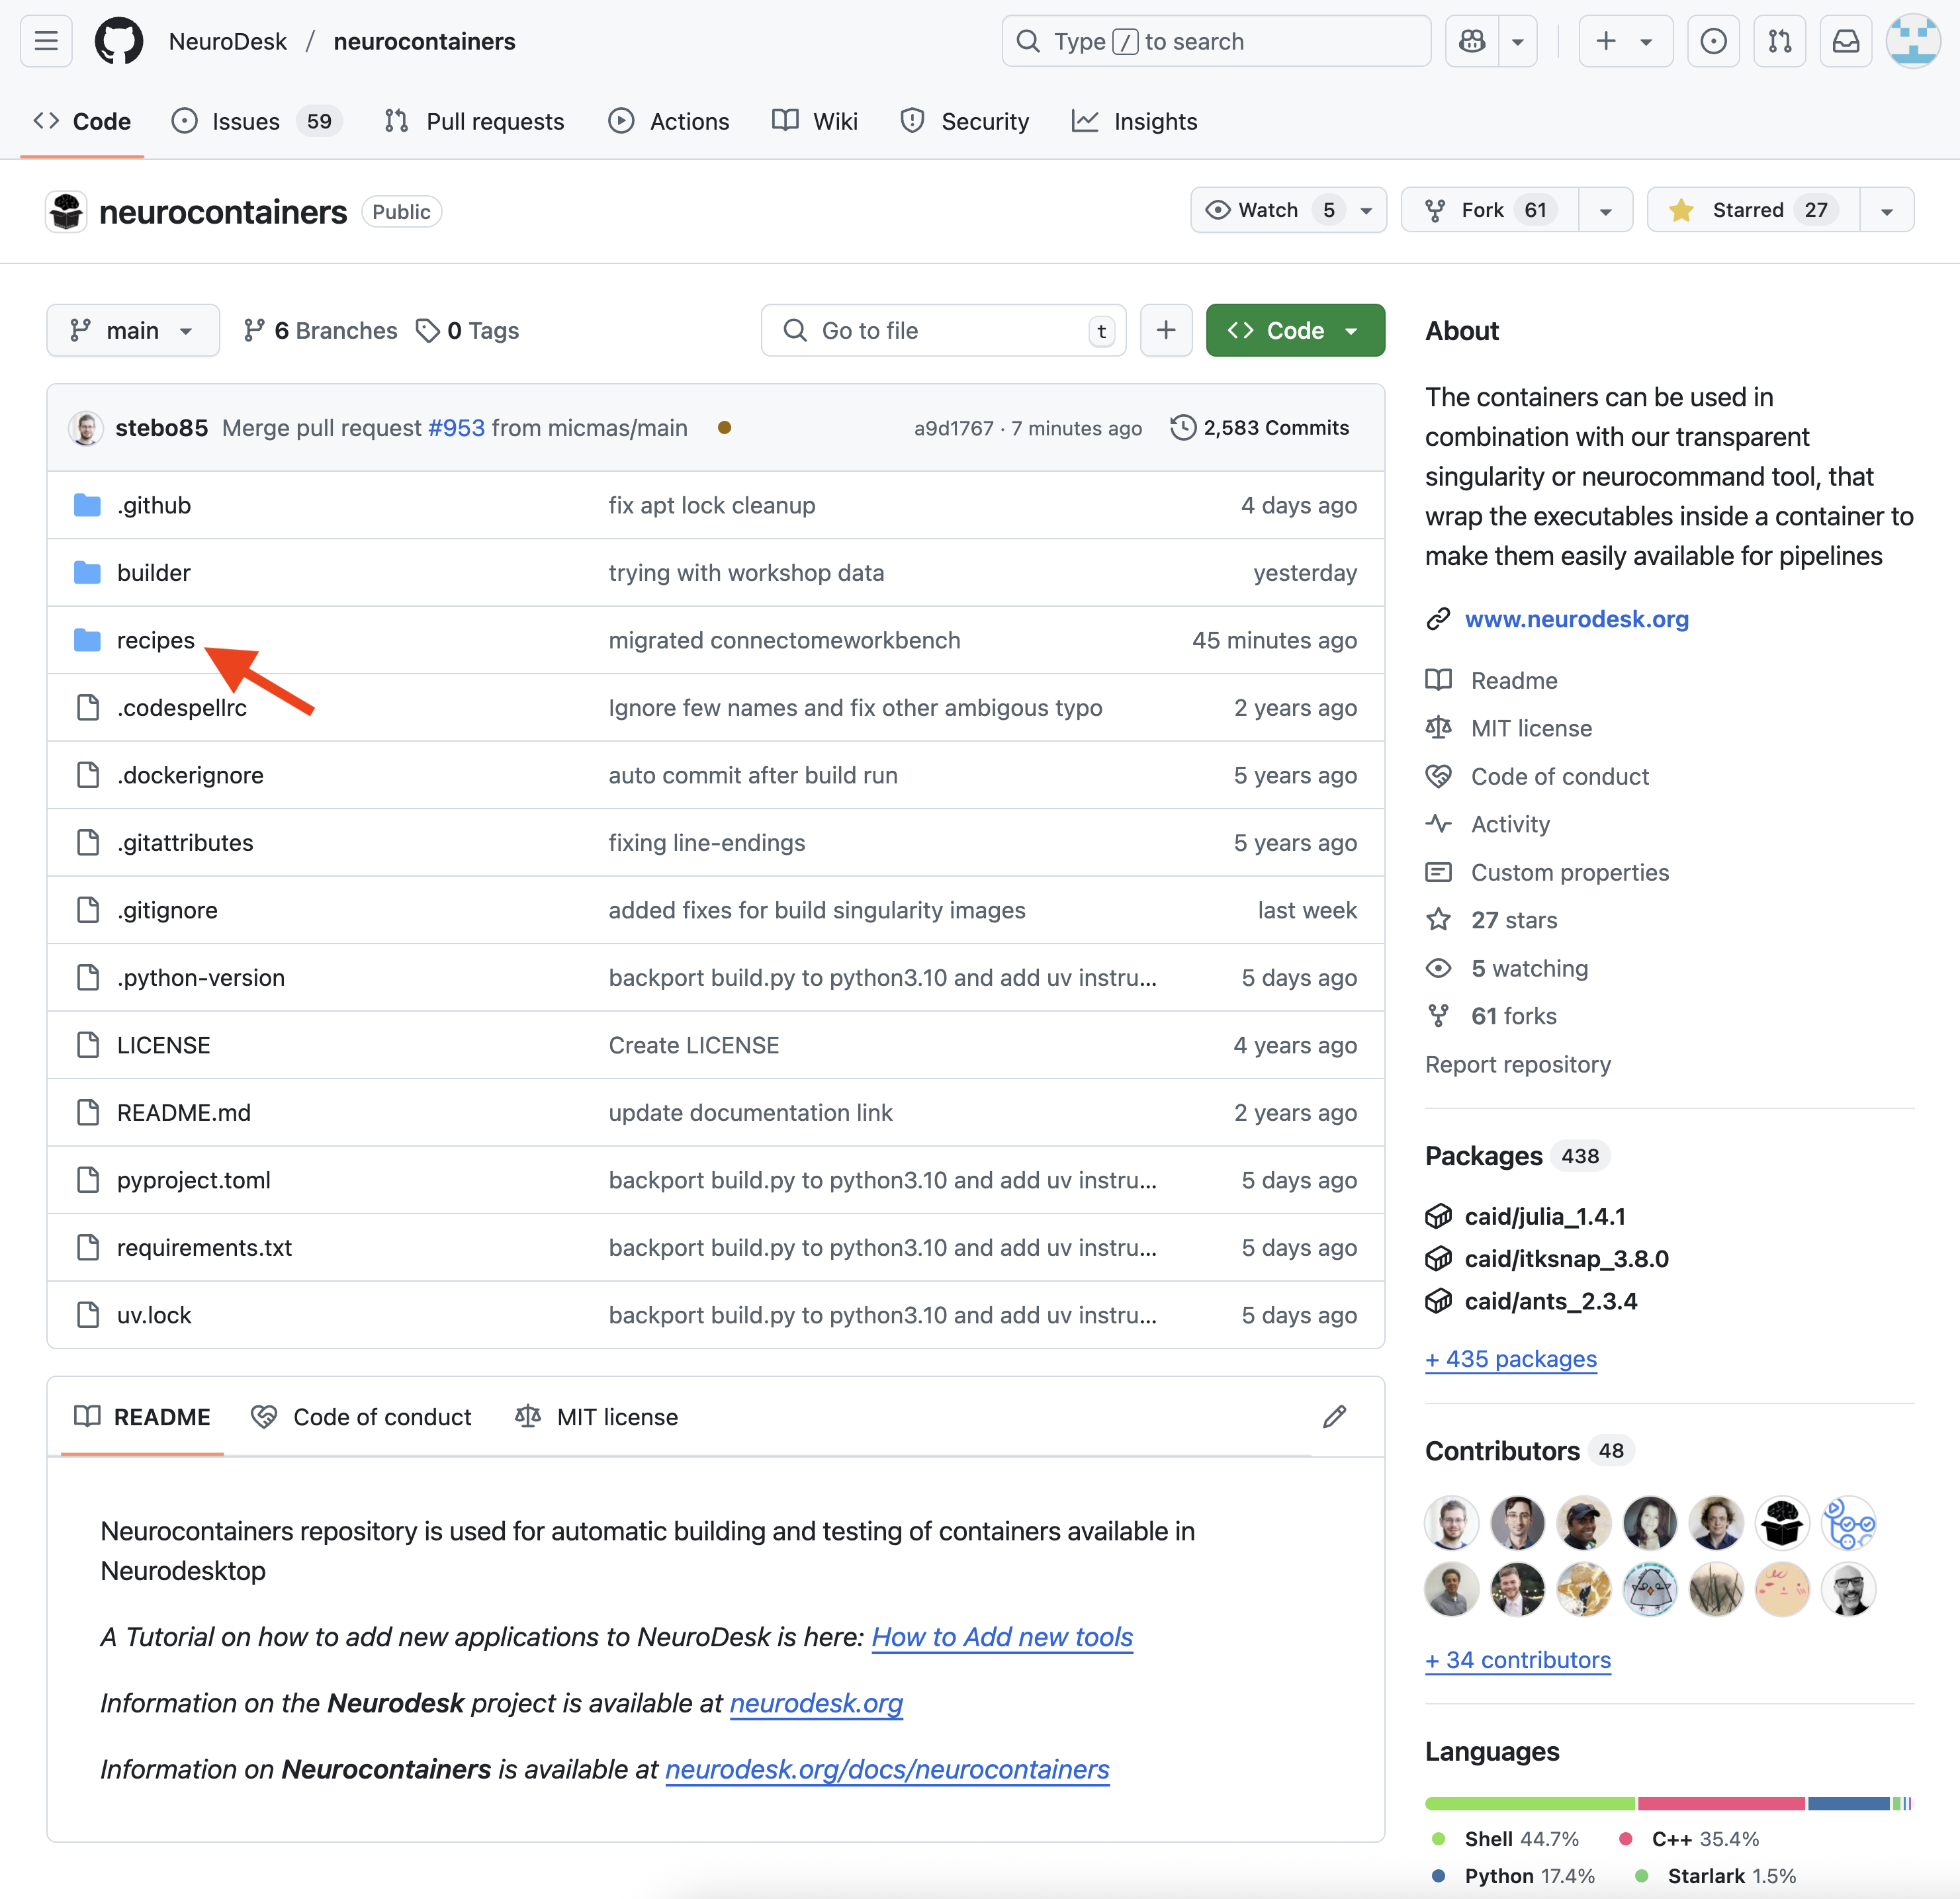 NeuroDesk / neurocontainers
Type / to search
Code
Issues 59
Pull requests
Actions
Wiki
Security
Insights
neurocontainers Public
Watch 5
Fork 61
Starred 27
main
6 Branches
0 Tags
Go to file t
Code
stebo85 Merge pull request #953 from micmas/main
a9d1767 · 7 minutes ago
2,583 Commits
.github fix apt lock cleanup 4 days ago
builder trying with workshop data yesterday
recipes migrated connectomeworkbench 45 minutes ago
.codespellrc Ignore few names and fix other ambigous typo 2 years ago
.dockerignore auto commit after build run 5 years ago
.gitattributes fixing line-endings 5 years ago
.gitignore added fixes for build singularity images last week
.python-version backport build.py to python3.10 and add uv instru... 5 days ago
LICENSE Create LICENSE 4 years ago
README.md update documentation link 2 years ago
pyproject.toml backport build.py to python3.10 and add uv instru... 5 days ago
requirements.txt backport build.py to python3.10 and add uv instru... 5 days ago
uv.lock backport build.py to python3.10 and add uv instru... 5 days ago
README
Code of conduct
MIT license
Neurocontainers repository is used for automatic building and testing of containers available in
Neurodesktop
A Tutorial on how to add new applications to NeuroDesk is here: How to Add new tools
Information on the Neurodesk project is available at neurodesk.org
Information on Neurocontainers is available at neurodesk.org/docs/neurocontainers
About
The containers can be used in
combination with our transparent
singularity or neurocommand tool, that
wrap the executables inside a container to
make them easily available for pipelines
www.neurodesk.org
Readme
MIT license
Code of conduct
Activity
Custom properties
27 stars
5 watching
61 forks
Report repository
Packages 438
caid/julia_1.4.1
caid/itksnap_3.8.0
caid/ants_2.3.4
+ 435 packages
Contributors 48
+ 34 contributors
Languages
Shell 44.7%
C++ 35.4%
Python 17.4%
Starlark 1.5%